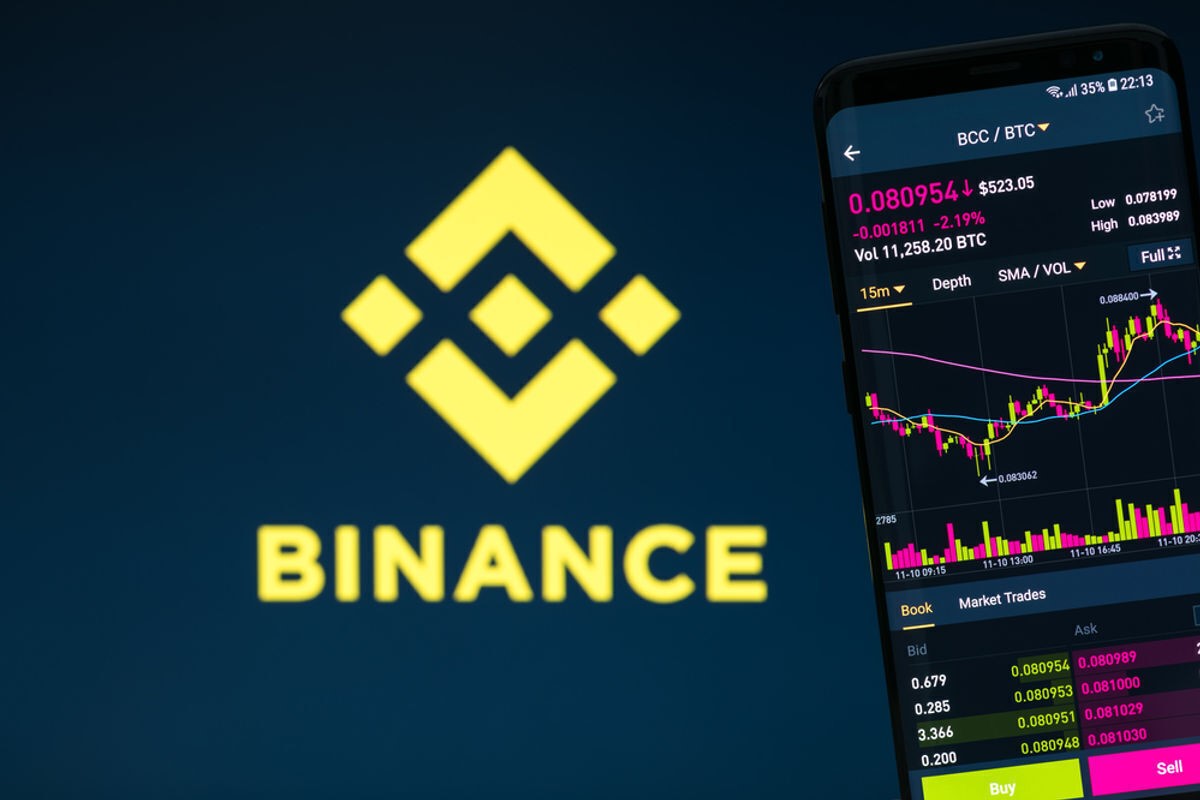 BINANCE
35% 22:13
BCC / BTC
0.080954↓ $523.05
-0.001811 -2.19%
Vol 11,258.20 BTC
Low 0.078199
High 0.083989
15m Depth SMA / VOL Full
0.088400
0.083062
2785
11-10 09:15 11-10 13:00 11-10 16:45
Book Market Trades
Bid Ask
0.679 0.080954 0.080989
0.285 0.080953 0.081000
3.366 0.080951 0.081029
0.200 0.080948 0.081030
Buy Sell